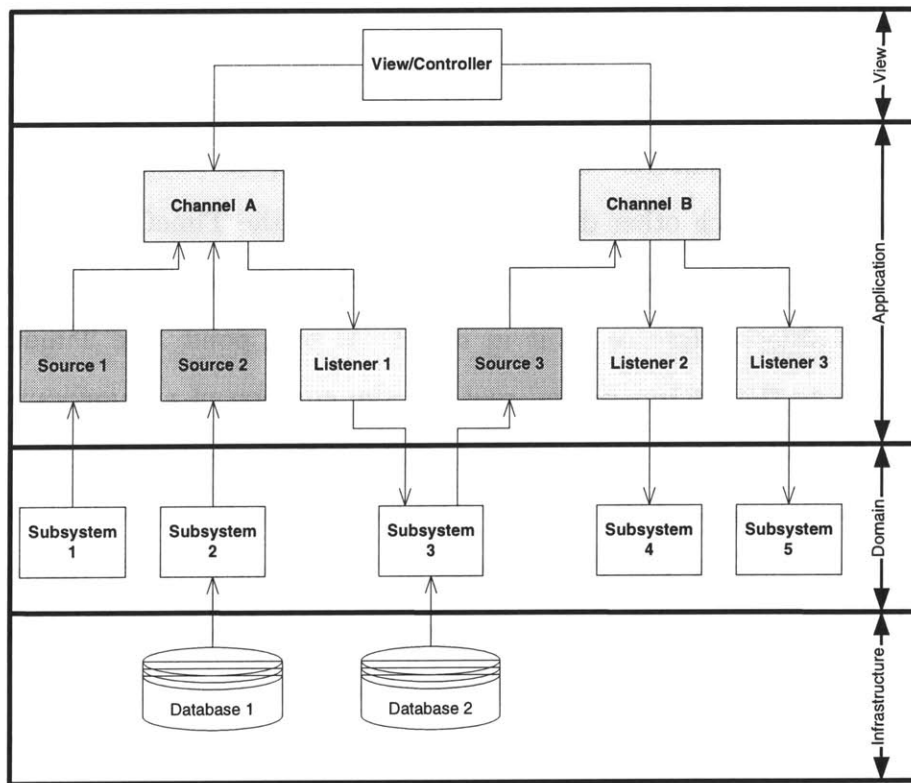 View/Controller
View
Channel A
Channel B
Application
Source 1
Source 2
Listener 1
Source 3
Listener 2
Listener 3
Subsystem
1
Subsystem
2
Subsystem
3
Subsystem
4
Subsystem
5
Domain
Database 1
Database 2
Infrastructure